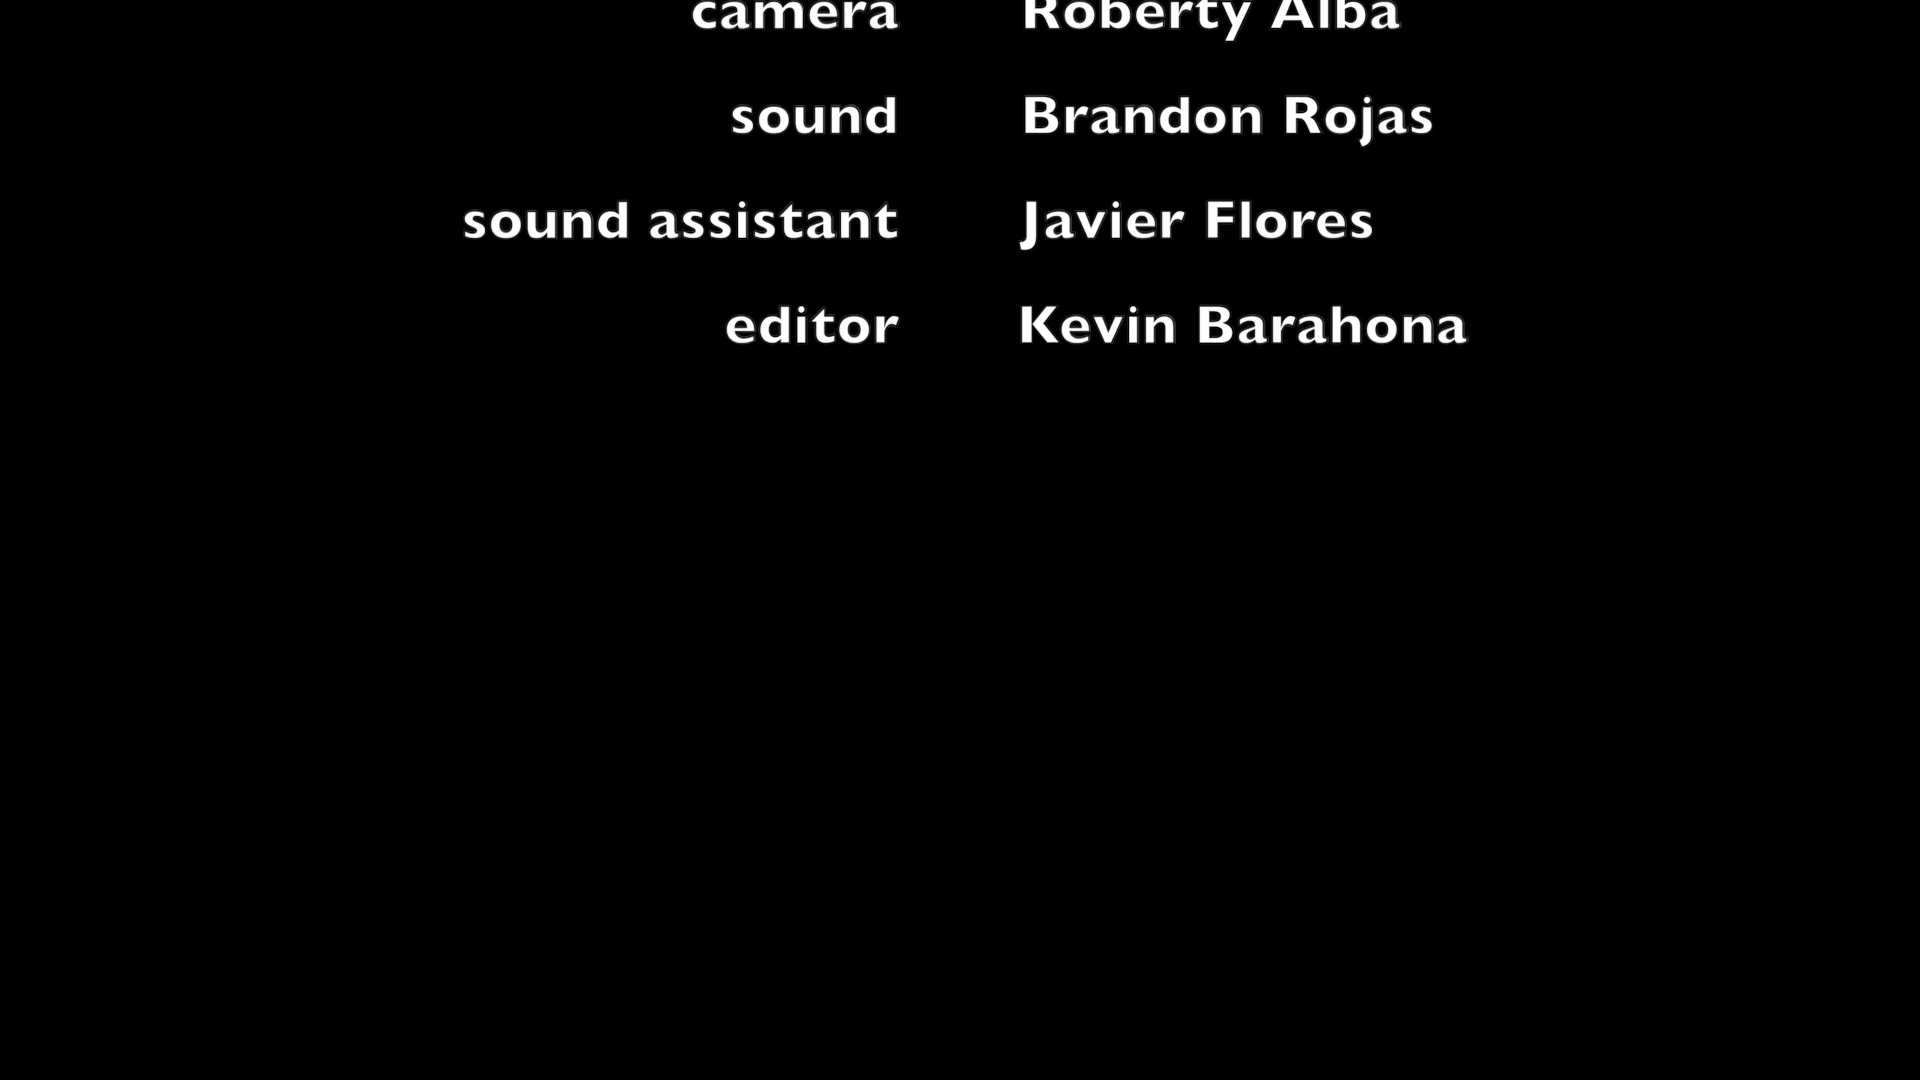 camera Roberty Alba
sound Brandon Rojas
sound assistant Javier Flores
editor Kevin Barahona